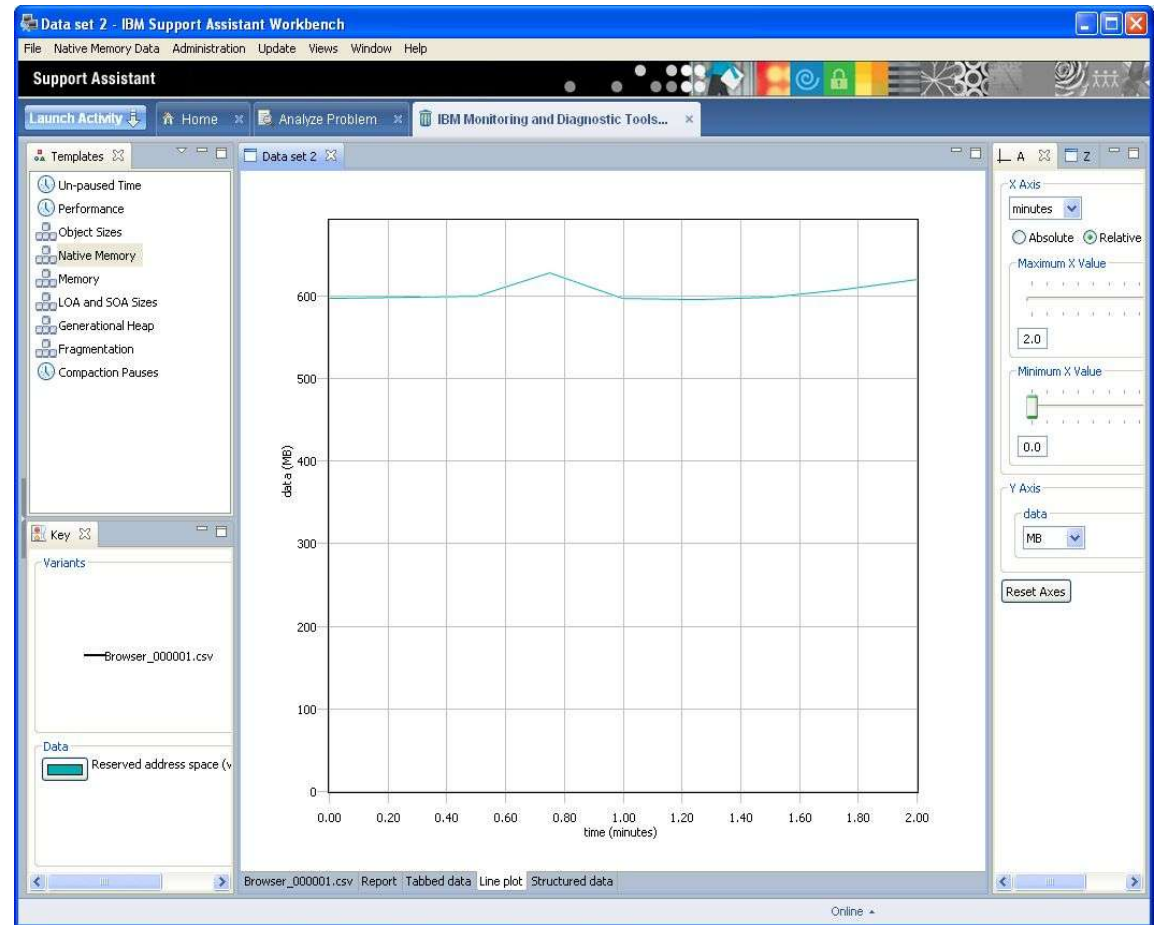 Data set 2 - IBM Support Assistant Workbench
File Native Memory Data Administration Update Views Window Help
Support Assistant
Launch Activity Home Analyze Problem IBM Monitoring and Diagnostic Tools...
Templates
Un-paused Time
Performance
Object Sizes
Native Memory
Memory
LOA and SOA Sizes
Generational Heap
Fragmentation
Compaction Pauses
Key
Variants
Browser_000001.csv
Data
Reserved address space (v
Data set 2
data (MB)
600
500
400
300
200
100
0
0.00 0.20 0.40 0.60 0.80 1.00 1.20 1.40 1.60 1.80 2.00
time (minutes)
Browser_000001.csv Report Tabbed data Line plot Structured data
A Z
X Axis
minutes
Absolute Relative
Maximum X Value
2.0
Minimum X Value
0.0
Y Axis
data
MB
Reset Axes
Online